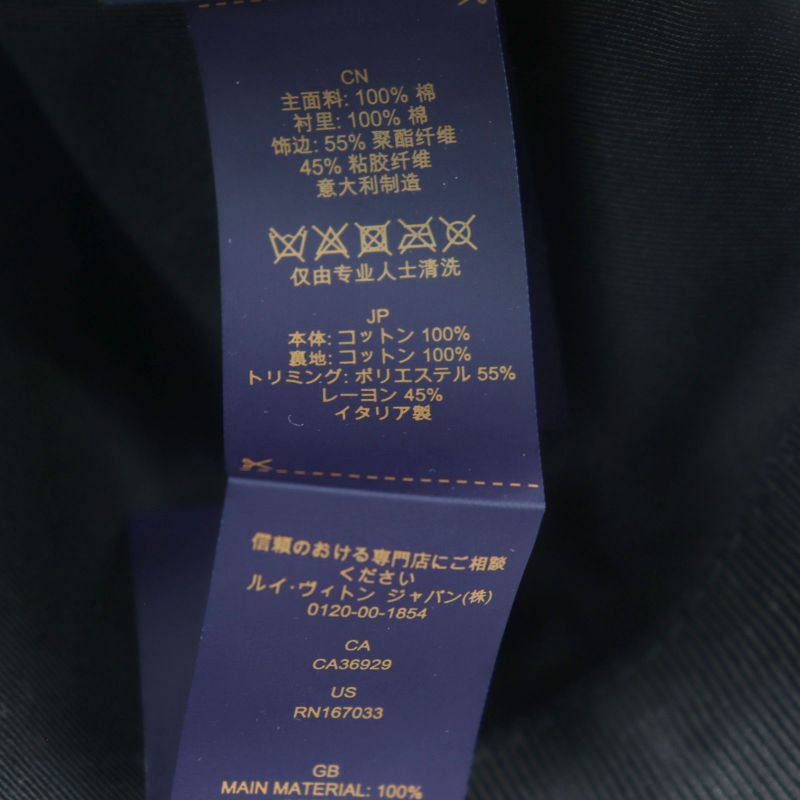 CN
主面料: 100% 棉
衬里: 100% 棉
饰边: 55% 聚酯纤维
45% 粘胶纤维
意大利制造
仅由专业人士清洗
JP
本体: コットン 100%
裏地: コットン 100%
トリミング: ポリエステル 55%
レーヨン 45%
イタリア製
信頼のおける専門店にご相談
ください
ルイ・ヴィトン ジャパン(株)
0120-00-1854
CA
CA36929
US
RN167033
GB
MAIN MATERIAL: 100%